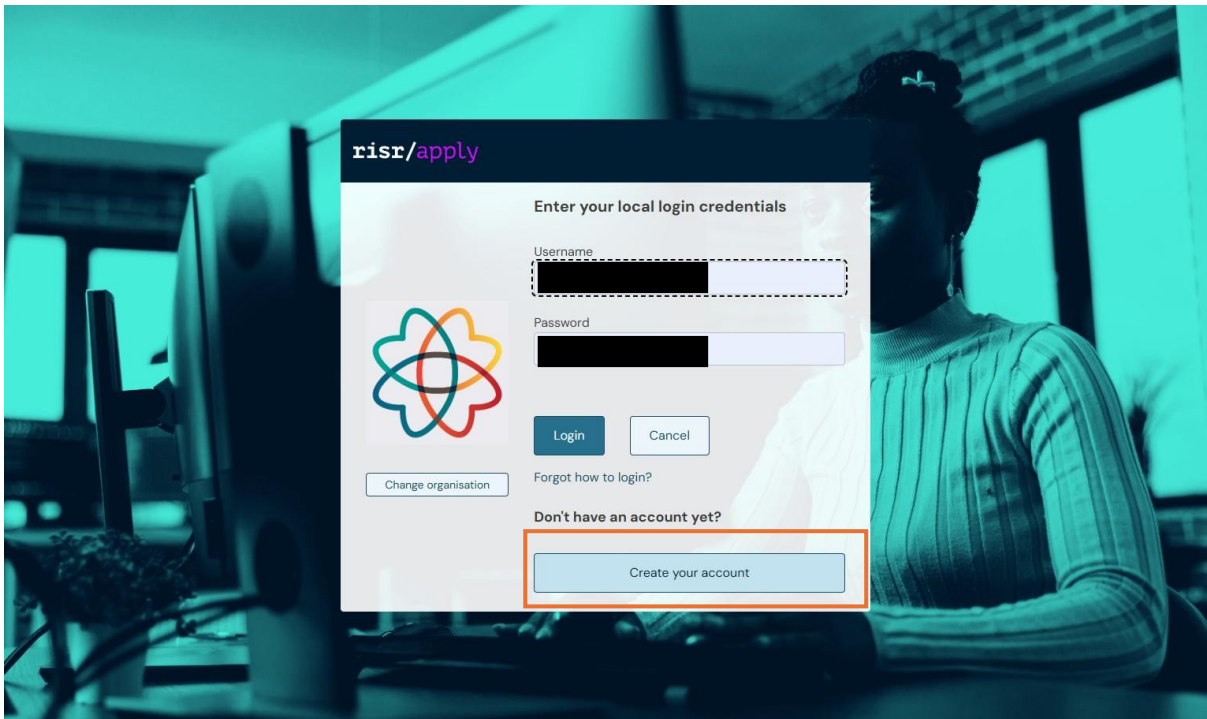 risr/apply
Enter your local login credentials
Username
Password
Login
Cancel
Forgot how to login?
Change organisation
Don't have an account yet?
Create your account